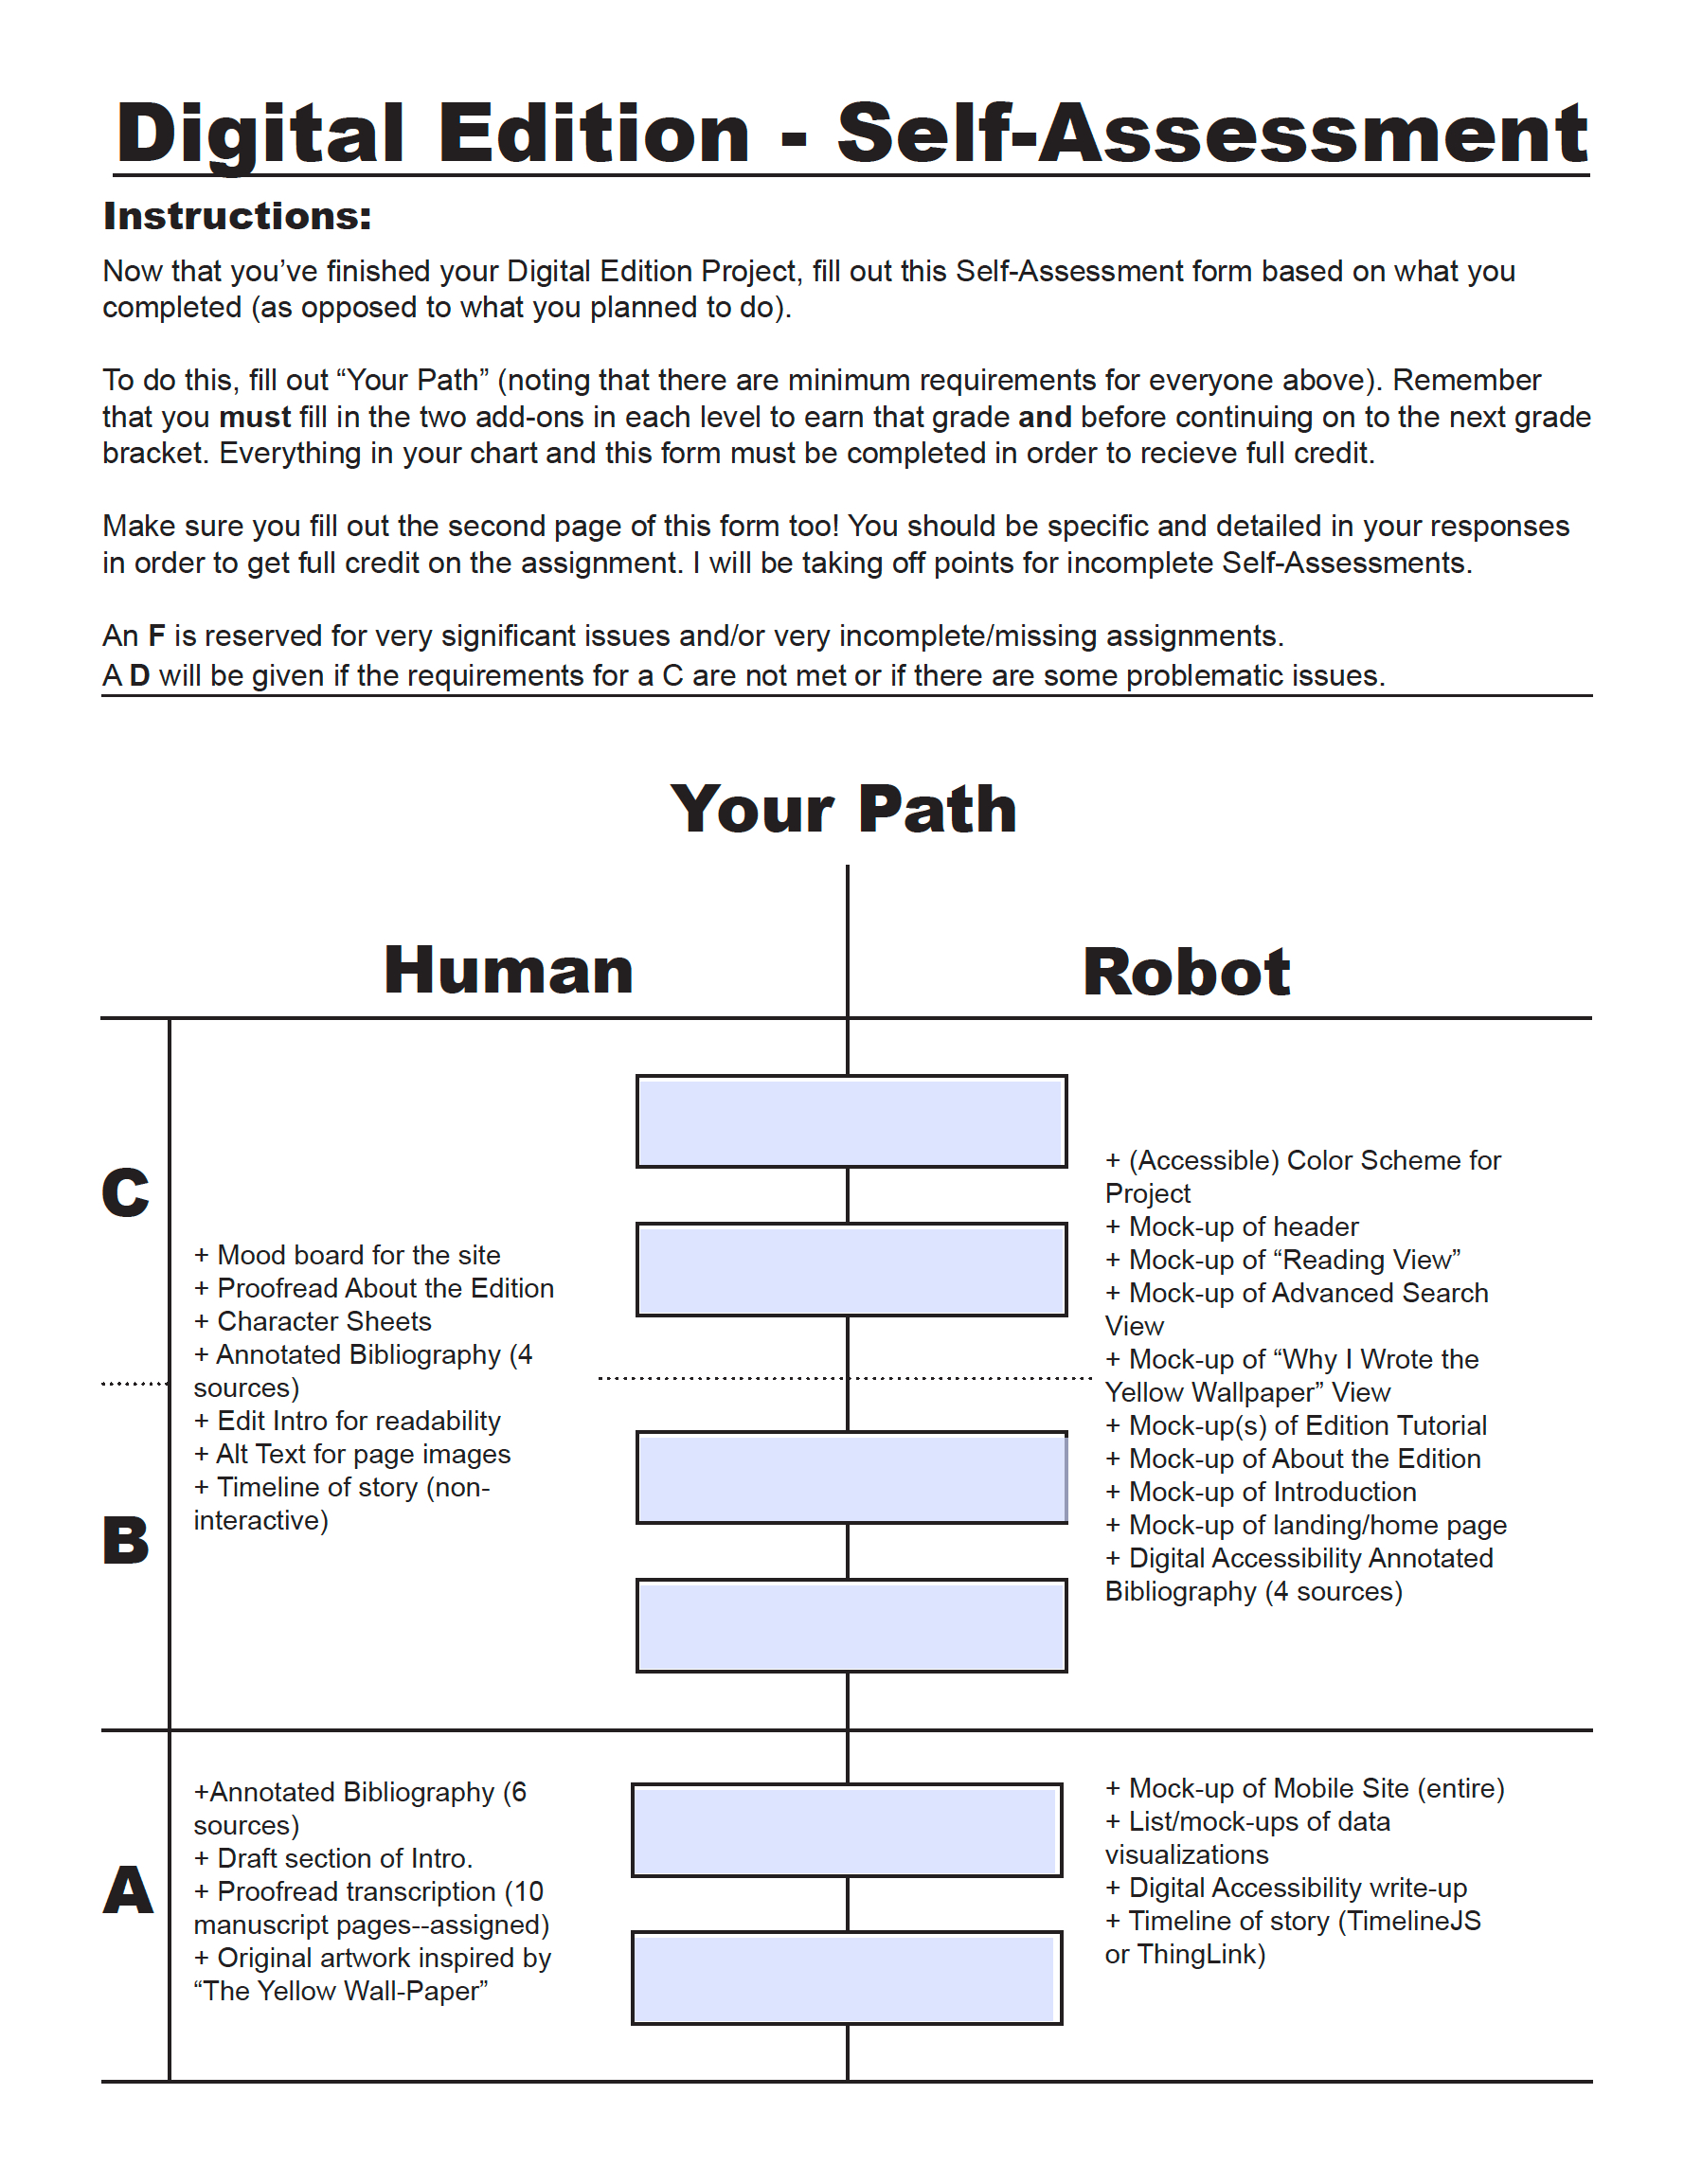 Digital Edition - Self-Assessment
Instructions:
Now that you’ve finished your Digital Edition Project, fill out this Self-Assessment form based on what you
completed (as opposed to what you planned to do).
To do this, fill out “Your Path” (noting that there are minimum requirements for everyone above). Remember
that you must fill in the two add-ons in each level to earn that grade and before continuing on to the next grade
bracket. Everything in your chart and this form must be completed in order to recieve full credit.
Make sure you fill out the second page of this form too! You should be specific and detailed in your responses
in order to get full credit on the assignment. I will be taking off points for incomplete Self-Assessments.
An F is reserved for very significant issues and/or very incomplete/missing assignments.
A D will be given if the requirements for a C are not met or if there are some problematic issues.
Your Path
Human
Robot
C
B
+ Mood board for the site
+ Proofread About the Edition
+ Character Sheets
+ Annotated Bibliography (4
sources)
+ Edit Intro for readability
+ Alt Text for page images
+ Timeline of story (non-
interactive)
+ (Accessible) Color Scheme for
Project
+ Mock-up of header
+ Mock-up of “Reading View”
+ Mock-up of Advanced Search
View
+ Mock-up of “Why I Wrote the
Yellow Wallpaper” View
+ Mock-up(s) of Edition Tutorial
+ Mock-up of About the Edition
+ Mock-up of Introduction
+ Mock-up of landing/home page
+ Digital Accessibility Annotated
Bibliography (4 sources)
A
+Annotated Bibliography (6
sources)
+ Draft section of Intro.
+ Proofread transcription (10
manuscript pages--assigned)
+ Original artwork inspired by
“The Yellow Wall-Paper”
+ Mock-up of Mobile Site (entire)
+ List/mock-ups of data
visualizations
+ Digital Accessibility write-up
+ Timeline of story (TimelineJS
or ThingLink)